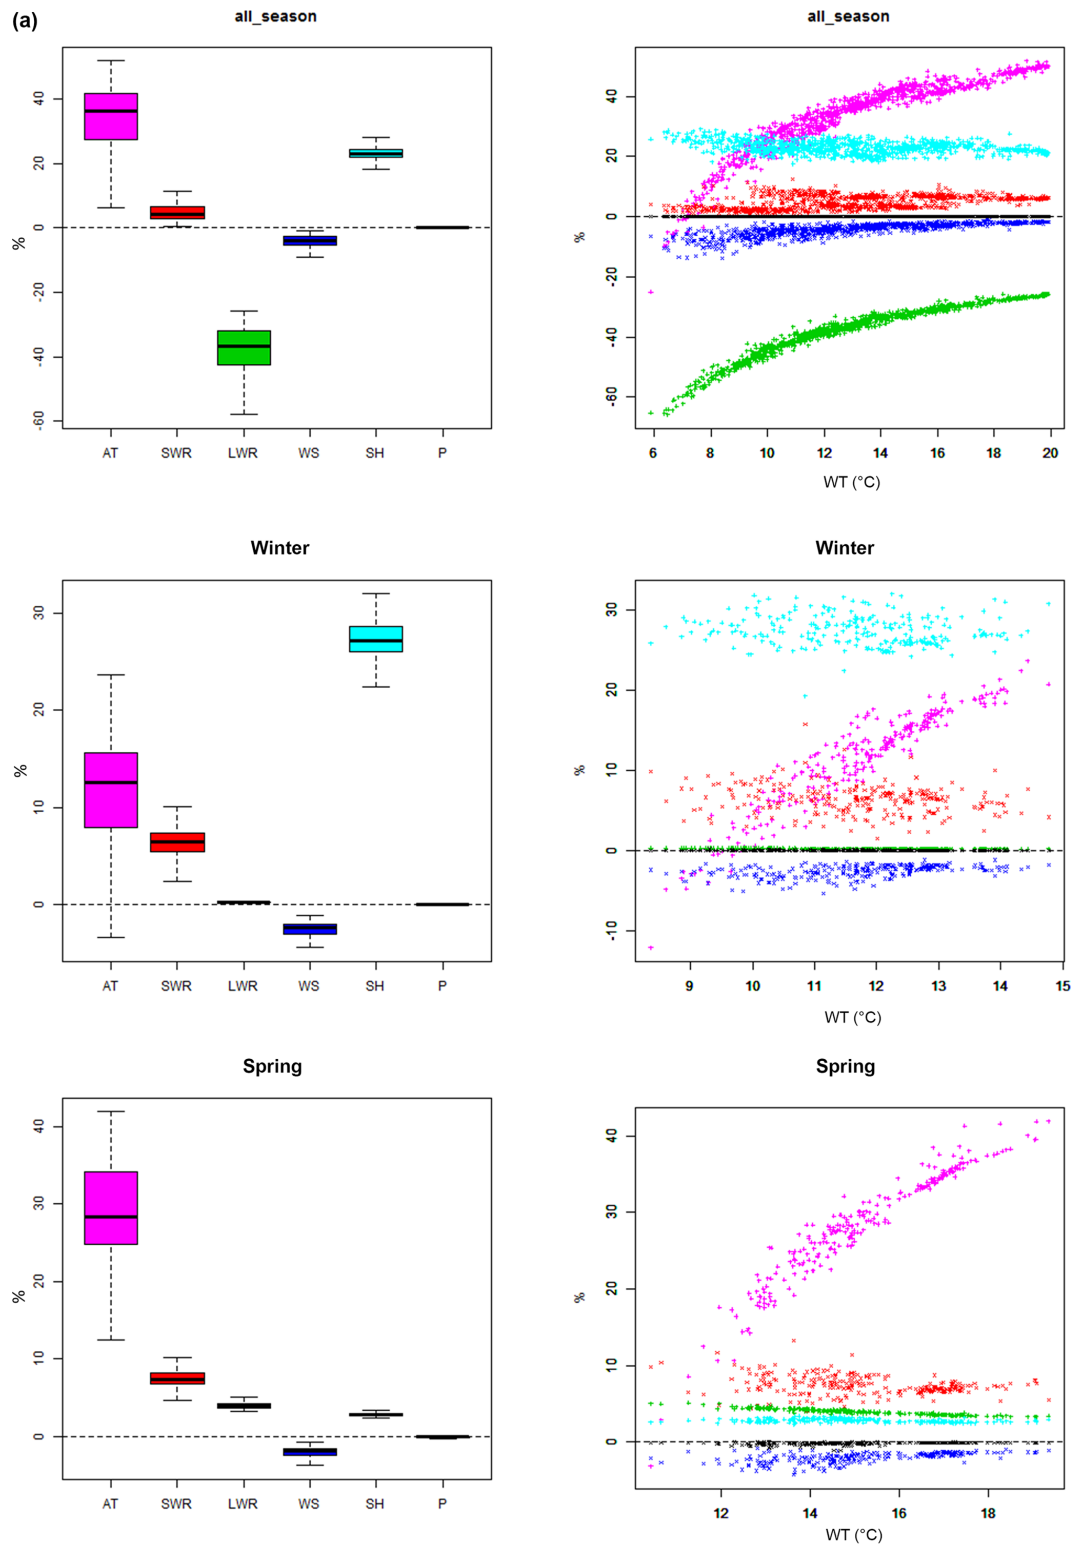 (a)
all_season
all_season
%
40
20
0
-20
-40
-60
AT SWR LWR WS SH P
%
40
20
0
-20
-40
-60
6 8 10 12 14 16 18 20
WT (°C)
Winter
Winter
%
30
20
10
0
AT SWR LWR WS SH P
%
30
20
10
0
-10
9 10 11 12 13 14 15
WT (°C)
Spring
Spring
%
40
30
20
10
0
AT SWR LWR WS SH P
%
40
30
20
10
0
12 14 16 18
WT (°C)